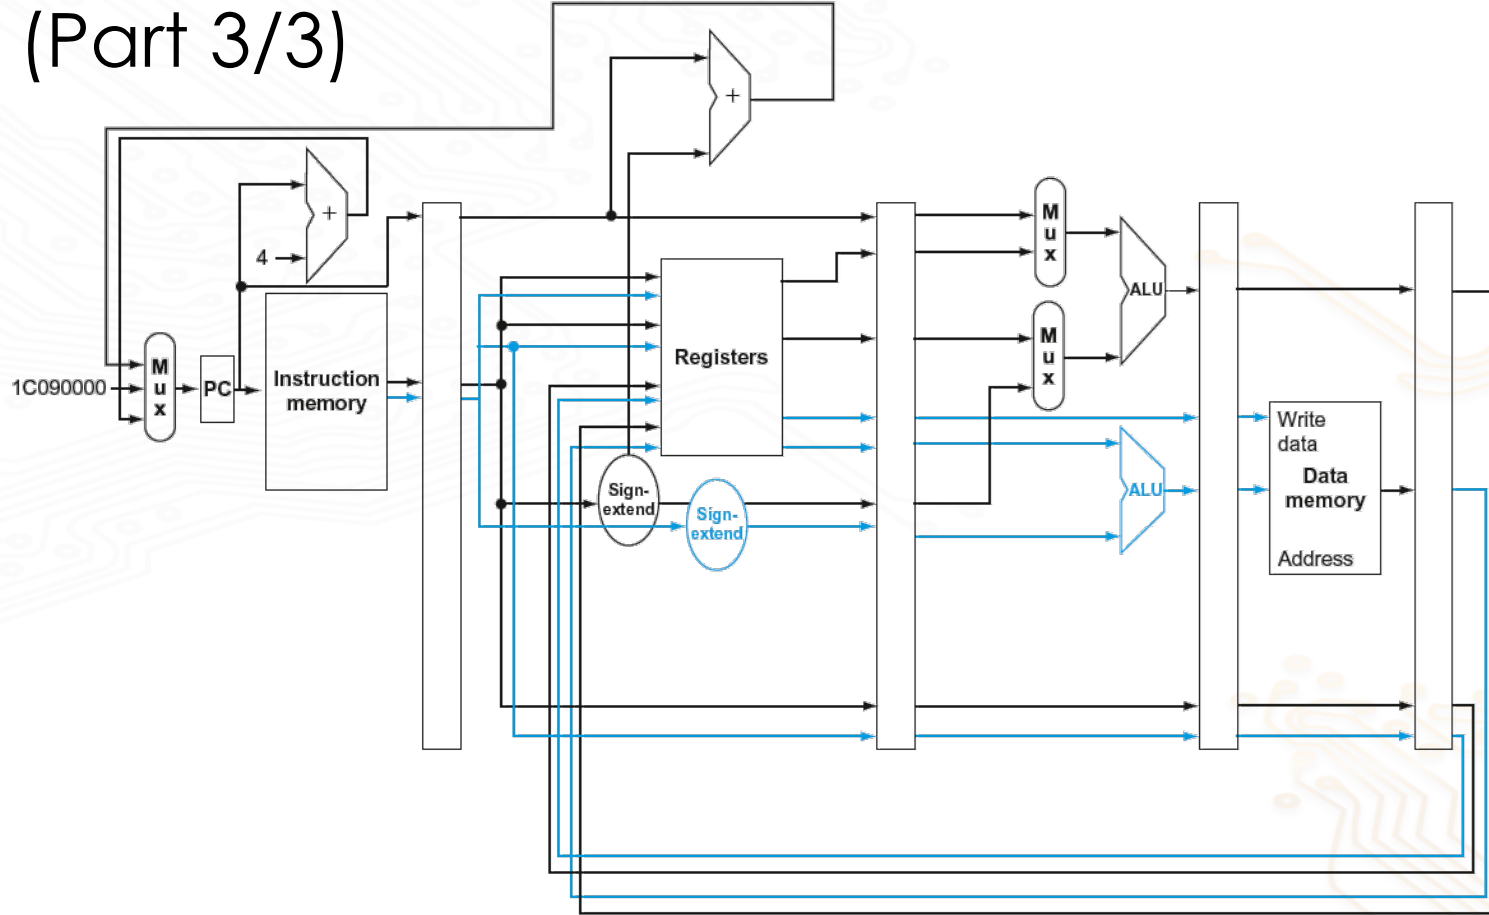 (Part 3/3)
+
+
4
M
u
x
1C090000
M
u
x
PC
Instruction
memory
Registers
Sign-
extend
Sign-
extend
M
u
x
M
u
x
ALU
ALU
Write
data
Data
memory
Address